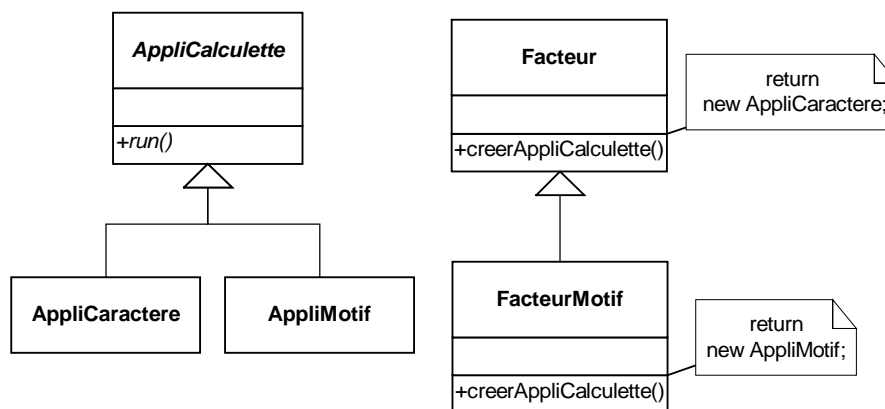 AppliCalculette
+run()
AppliCaractere
AppliMotif
Facteur
+creerAppliCalculette()
return
new AppliCaractere;
FacteurMotif
+creerAppliCalculette()
return
new AppliMotif;